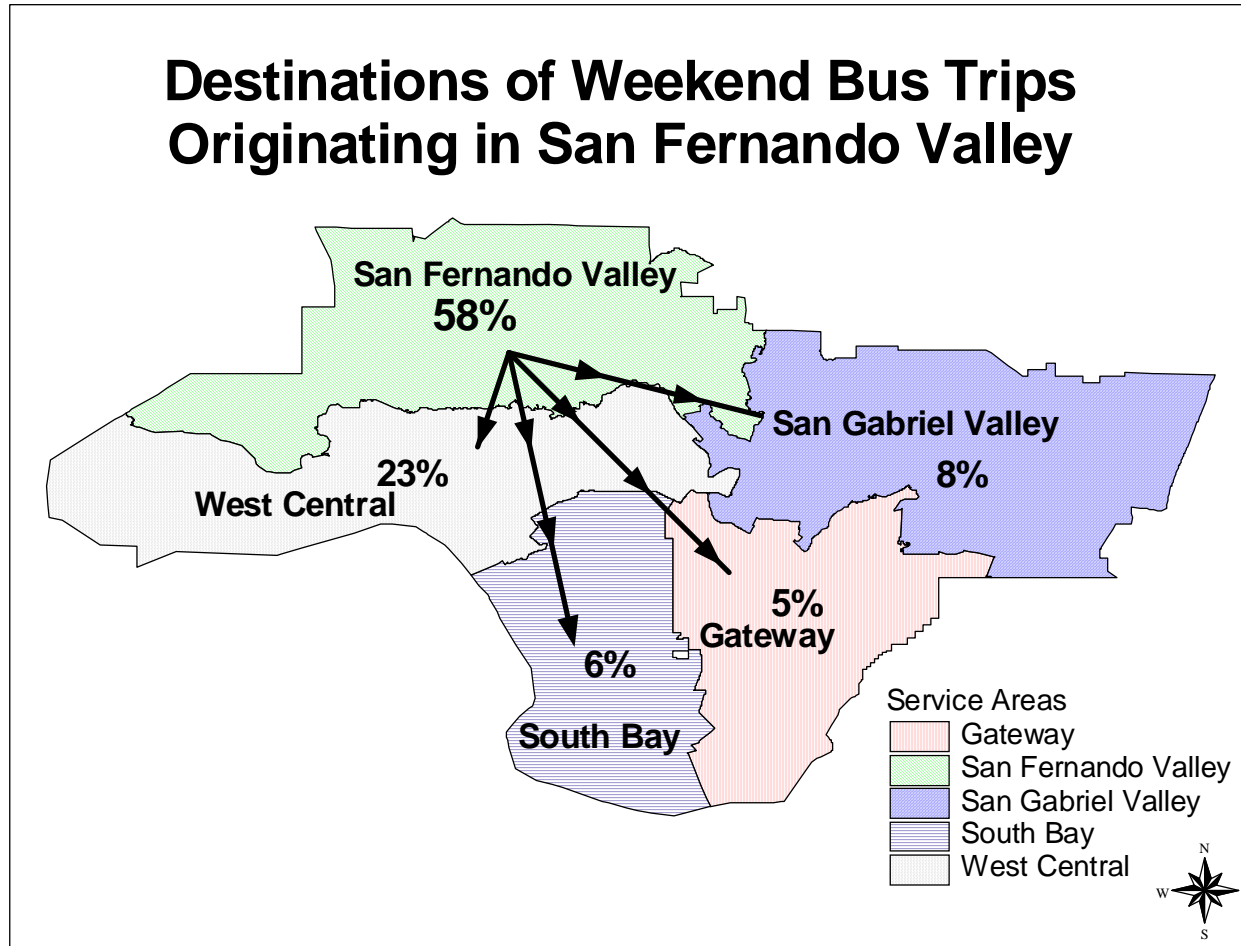 Destinations of Weekend Bus Trips
Originating in San Fernando Valley
San Fernando Valley
58%
San Gabriel Valley
8%
23%
West Central
5%
Gateway
6%
South Bay
Service Areas
Gateway
San Fernando Valley
San Gabriel Valley
South Bay
West Central
N
W E
S